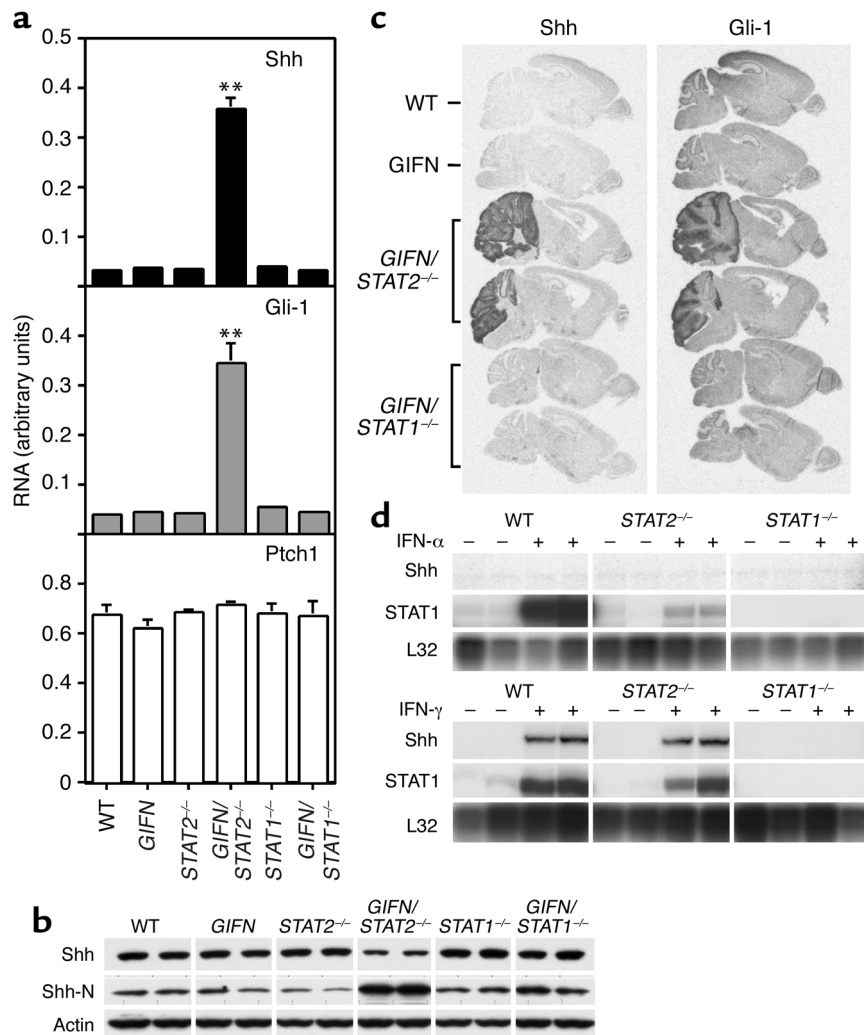 a
0.5
Shh
**
0.4
0.3
0.2
0.1
Gli-1
**
0.4
0.3
0.2
0.1
Ptch1
0.8
0.6
0.4
0.2
0.6
0
RNA (arbitrary units)
WT
GIFN
STAT2–/–
GIFN/
STAT2–/–
STAT1–/–
GIFN/
STAT1–/–
c
Shh Gli-1
WT
GIFN
GIFN/
STAT2–/–
GIFN/
STAT1–/–
d
WT STAT2–/– STAT1–/–
IFN-α – – + + – – + + – – + +
Shh
STAT1
L32
WT STAT2–/– STAT1–/–
IFN-γ – – + + – – + + – – + +
Shh
STAT1
L32
b
WT GIFN STAT2–/– GIFN/
STAT2–/– STAT1–/– GIFN/
STAT1–/–
Shh
Shh-N
Actin